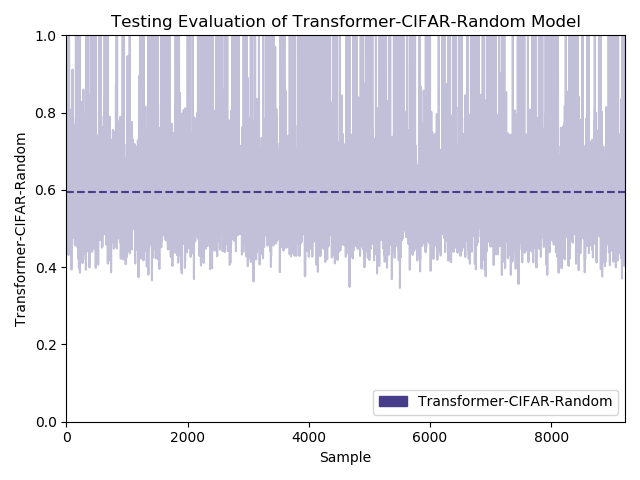 Testing Evaluation of Transformer-CIFAR-Random Model
Transformer-CIFAR-Random
1.0
0.8
0.6
0.4
0.2
0.0
0
2000
4000
6000
8000
Sample
Transformer-CIFAR-Random